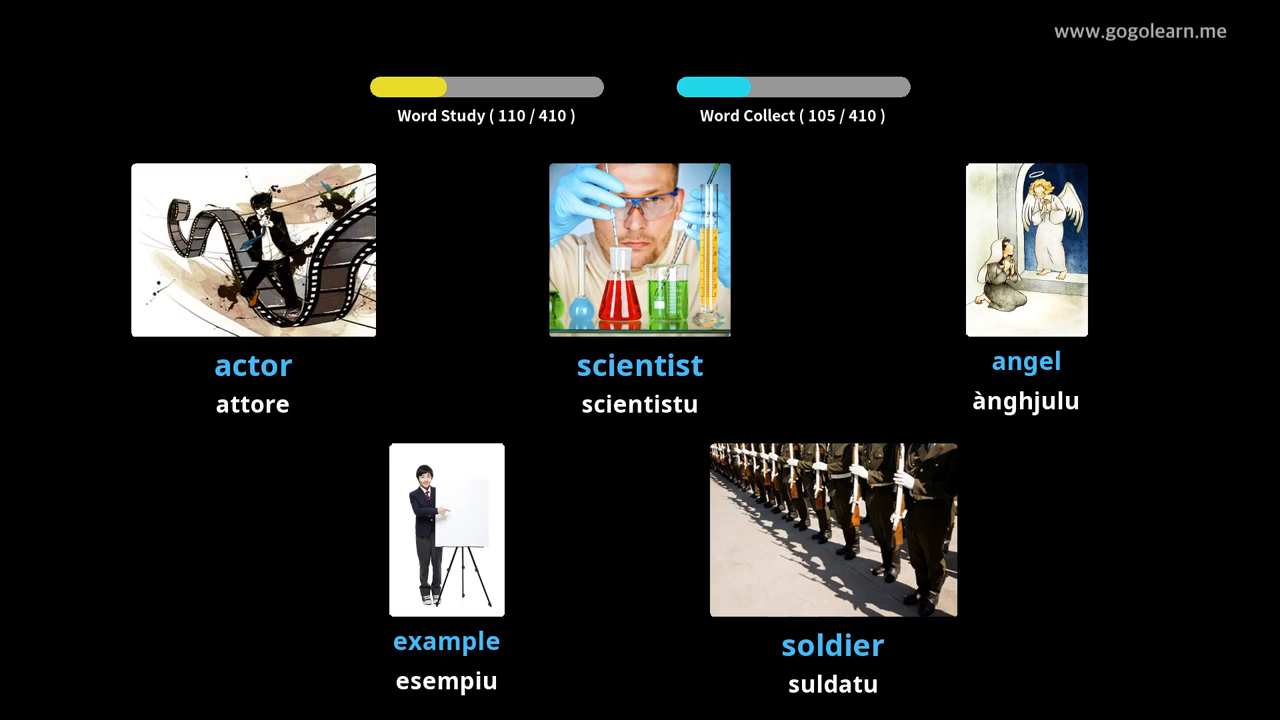 www.gogolearn.me
Word Study ( 110 / 410 )
Word Collect ( 105 / 410 )
actor
attore
scientist
scientistu
angel
ànghjulu
example
esempiu
soldier
suldatu